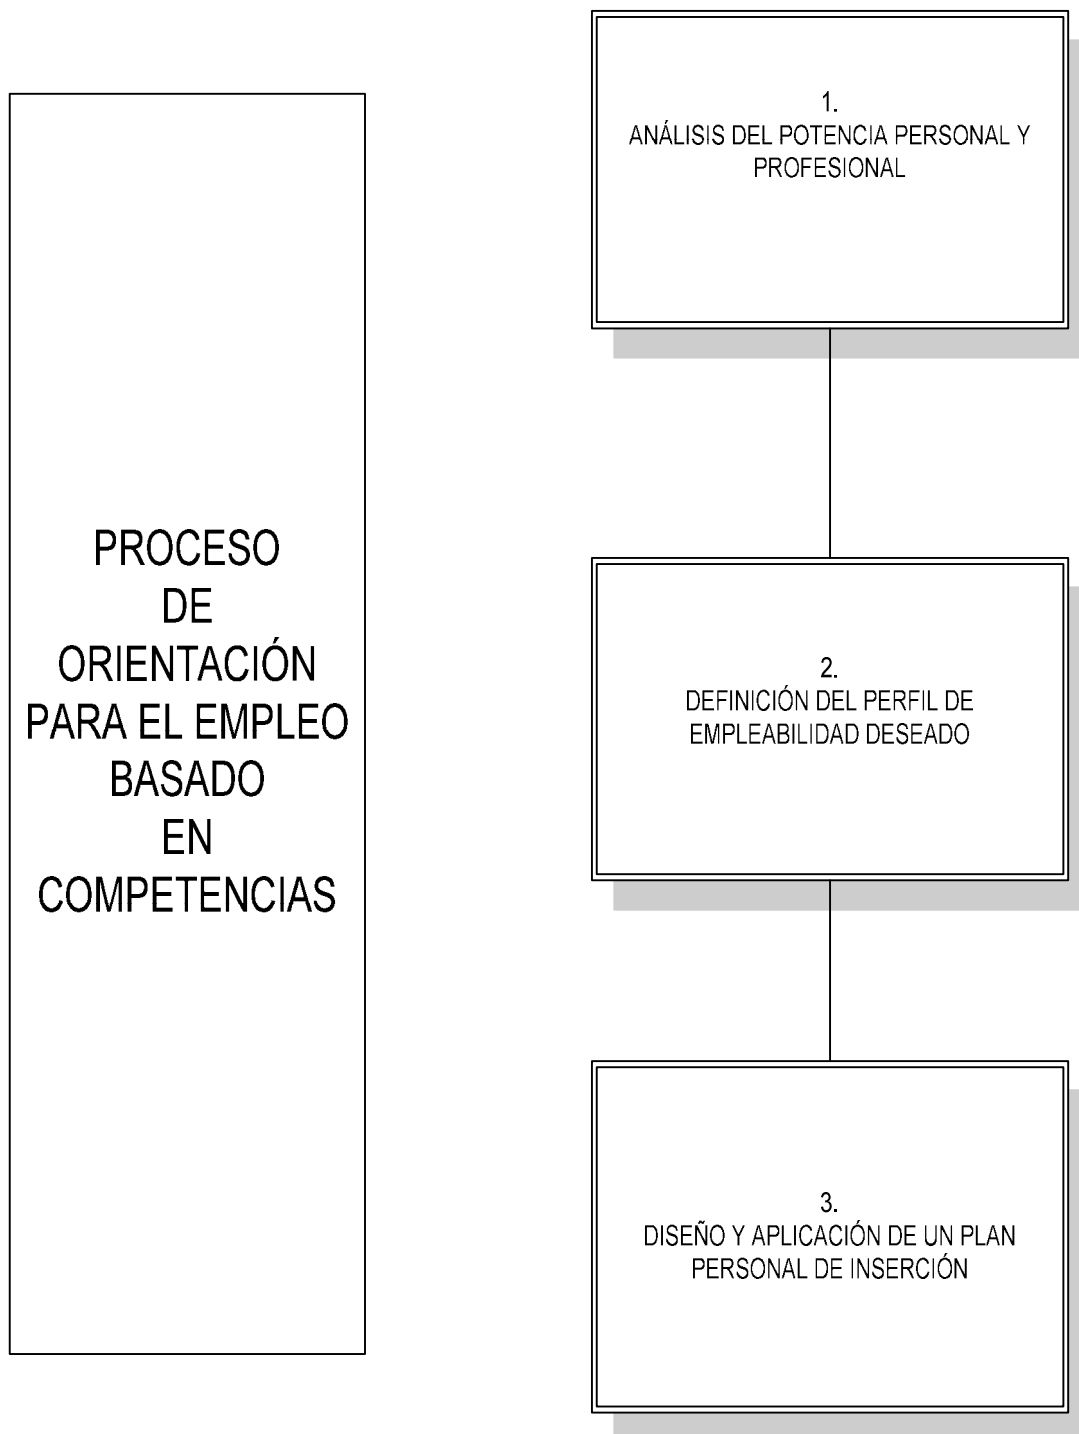 PROCESO
DE
ORIENTACIÓN
PARA EL EMPLEO
BASADO
EN
COMPETENCIAS
1.
ANÁLISIS DEL POTENCIA PERSONAL Y
PROFESIONAL
2.
DEFINICIÓN DEL PERFIL DE
EMPLEABILIDAD DESEADO
3.
DISEÑO Y APLICACIÓN DE UN PLAN
PERSONAL DE INSERCIÓN